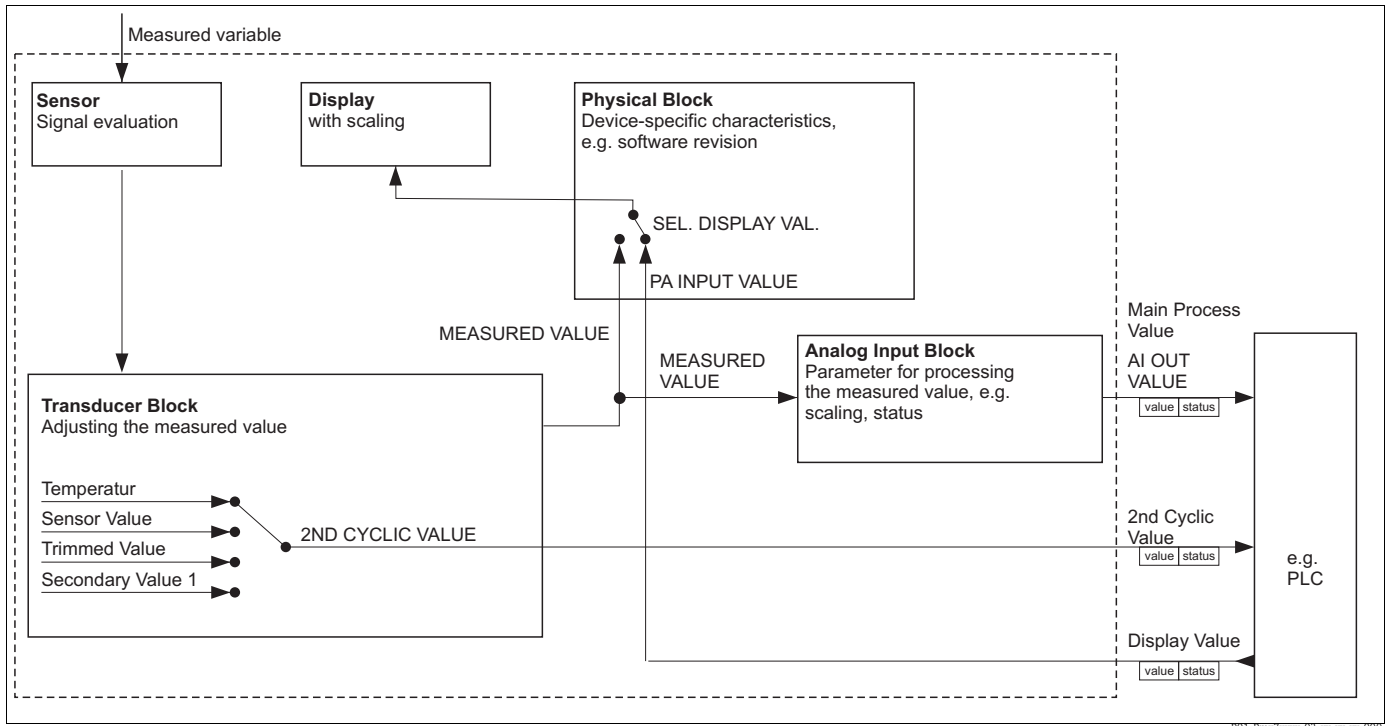 Measured variable
Sensor
Signal evaluation
Display
with scaling
Physical Block
Device-specific characteristics,
e.g. software revision
SEL. DISPLAY VAL.
PA INPUT VALUE
MEASURED VALUE
MEASURED
VALUE
Analog Input Block
Parameter for processing
the measured value, e.g.
scaling, status
Main Process
Value
AI OUT
VALUE
value status
Transducer Block
Adjusting the measured value
Temperatur
Sensor Value
Trimmed Value
Secondary Value 1
2ND CYCLIC VALUE
2nd Cyclic
Value
value status
e.g.
PLC
Display Value
value status